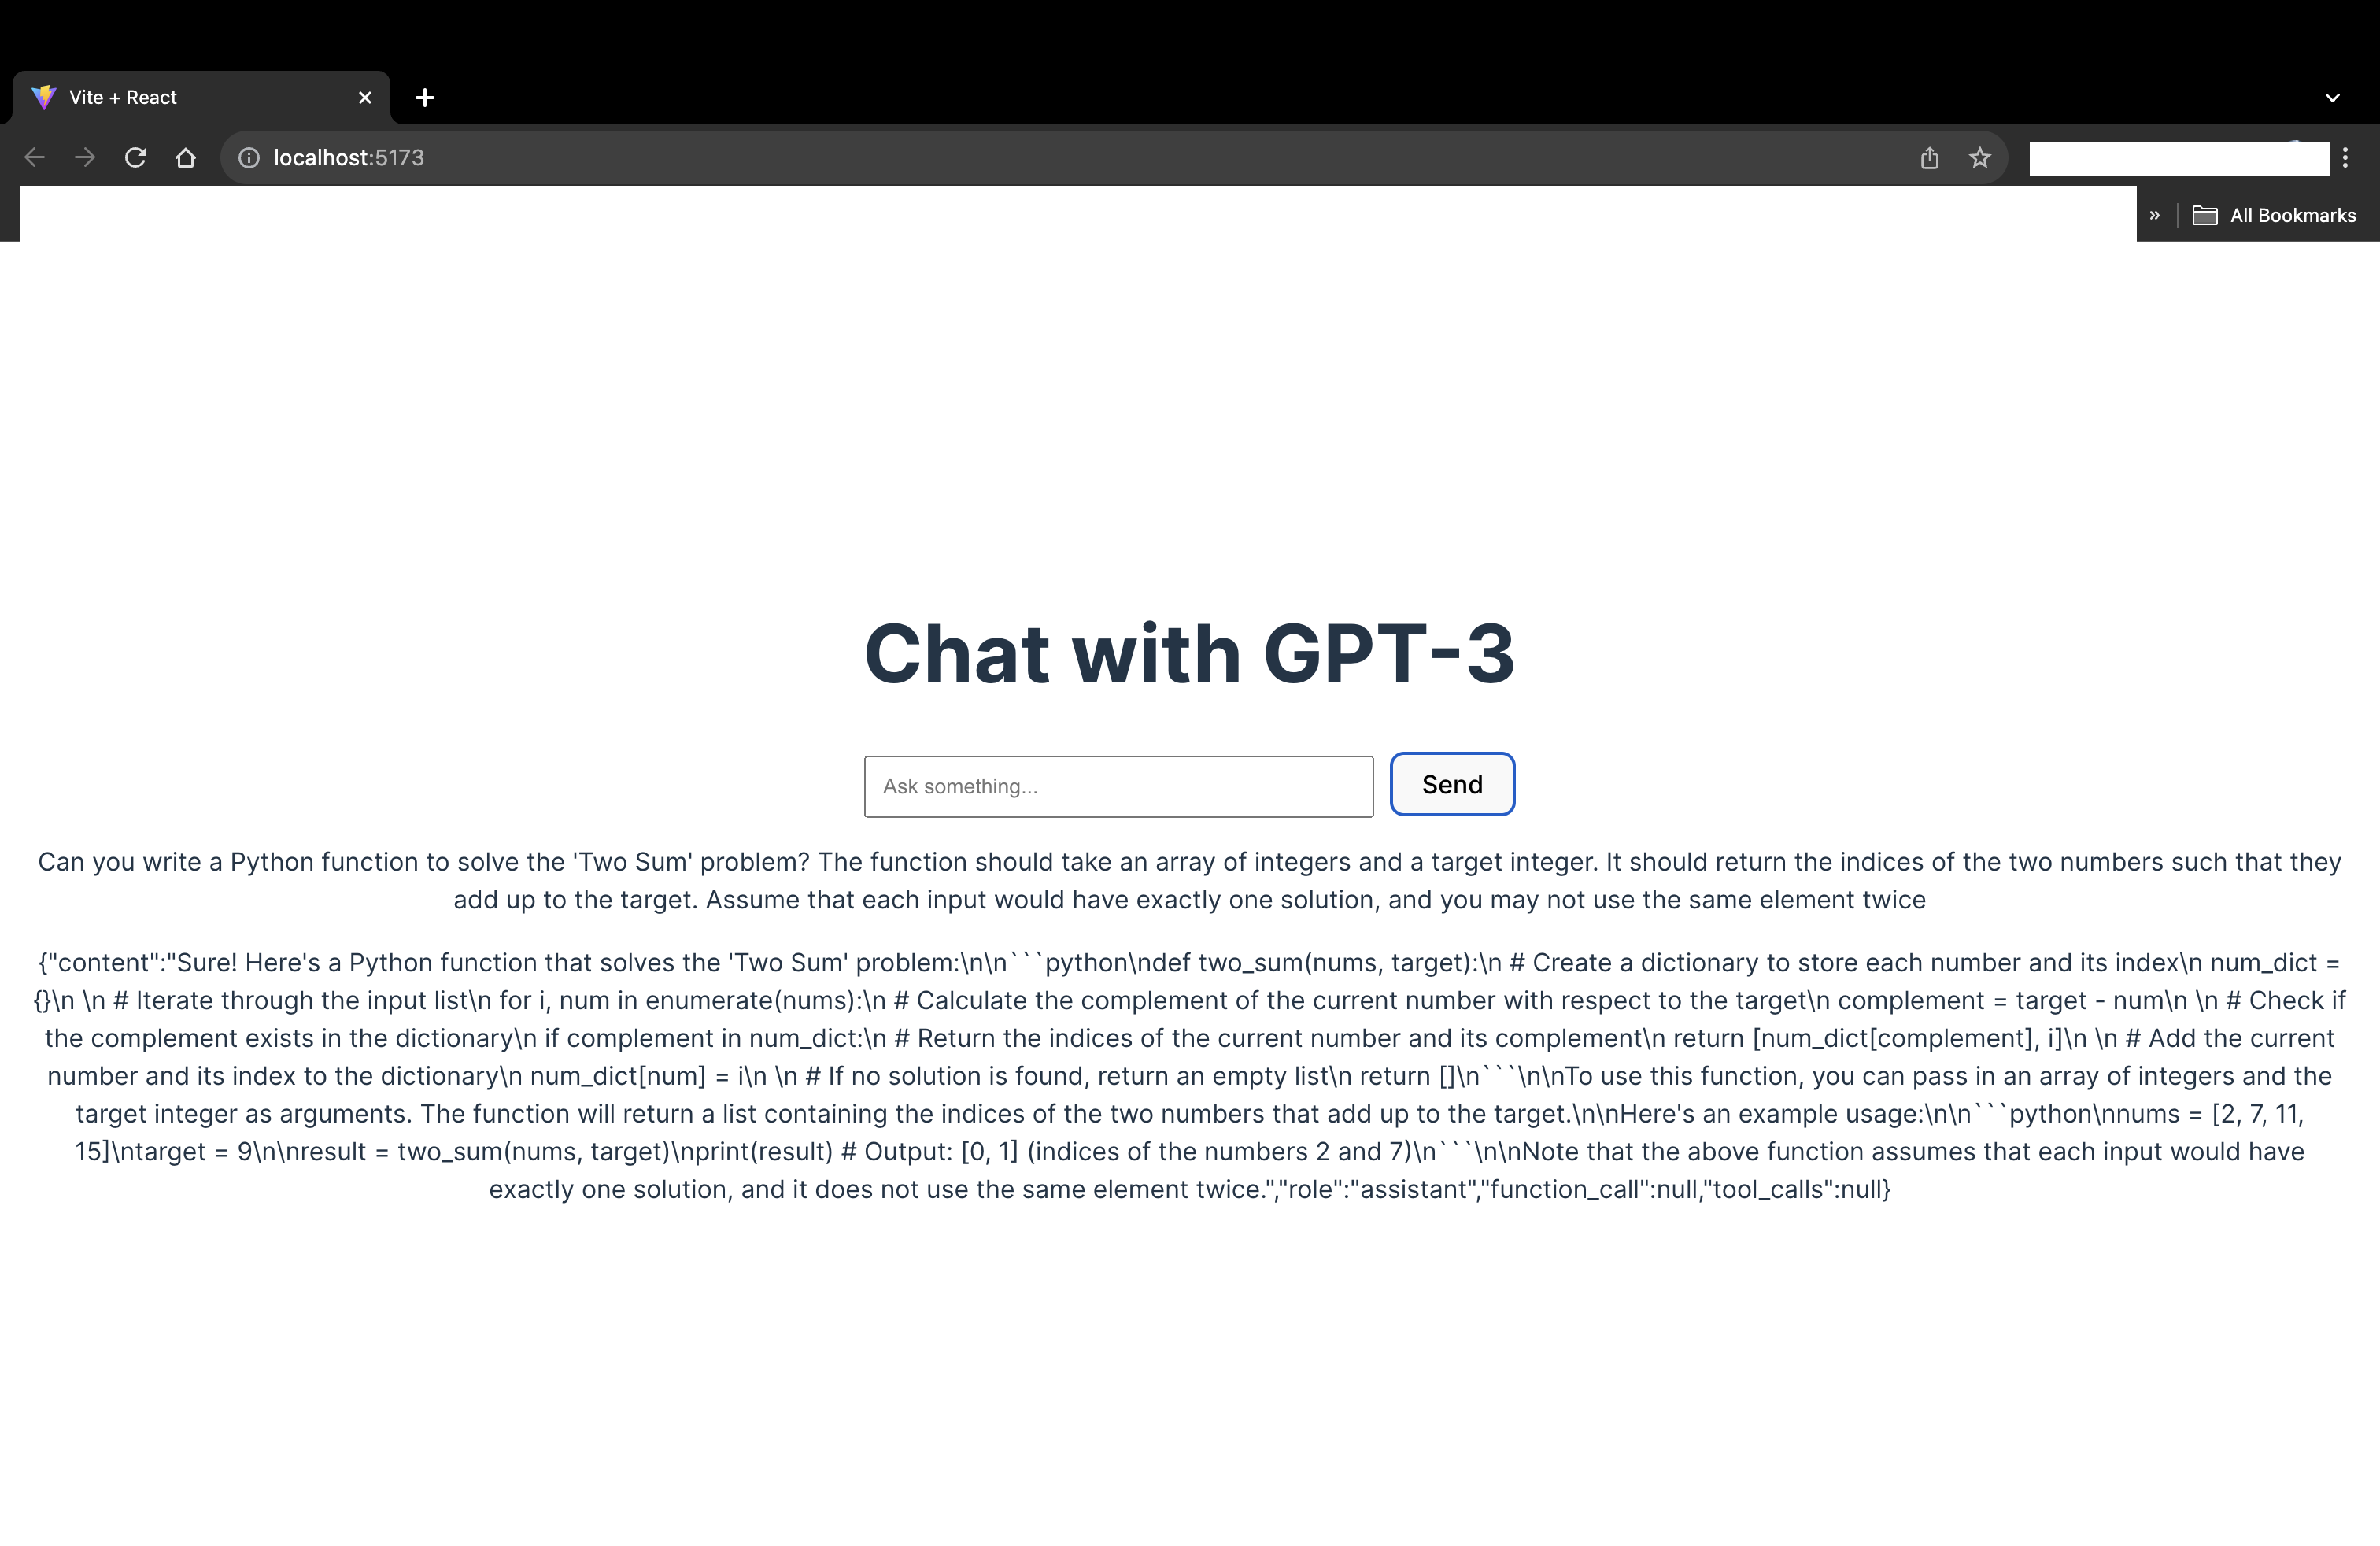 Vite + React
localhost:5173
»
All Bookmarks
Chat with GPT-3
Ask something...
Send
Can you write a Python function to solve the 'Two Sum' problem? The function should take an array of integers and a target integer. It should return the indices of the two numbers such that they
add up to the target. Assume that each input would have exactly one solution, and you may not use the same element twice
{"content":"Sure! Here's a Python function that solves the 'Two Sum' problem:\n\n```python\ndef two_sum(nums, target):\n # Create a dictionary to store each number and its index\n num_dict =
{}\n \n # Iterate through the input list\n for i, num in enumerate(nums):\n # Calculate the complement of the current number with respect to the target\n complement = target - num\n \n # Check if
the complement exists in the dictionary\n if complement in num_dict:\n # Return the indices of the current number and its complement\n return [num_dict[complement], i]\n \n # Add the current
number and its index to the dictionary\n num_dict[num] = i\n \n # If no solution is found, return an empty list\n return []\n```\n\nTo use this function, you can pass in an array of integers and the
target integer as arguments. The function will return a list containing the indices of the two numbers that add up to the target.\n\nHere's an example usage:\n\n```python\nnums = [2, 7, 11,
15]\ntarget = 9\n\nresult = two_sum(nums, target)\nprint(result) # Output: [0, 1] (indices of the numbers 2 and 7)\n```\n\nNote that the above function assumes that each input would have
exactly one solution, and it does not use the same element twice.","role":"assistant","function_call":null,"tool_calls":null}